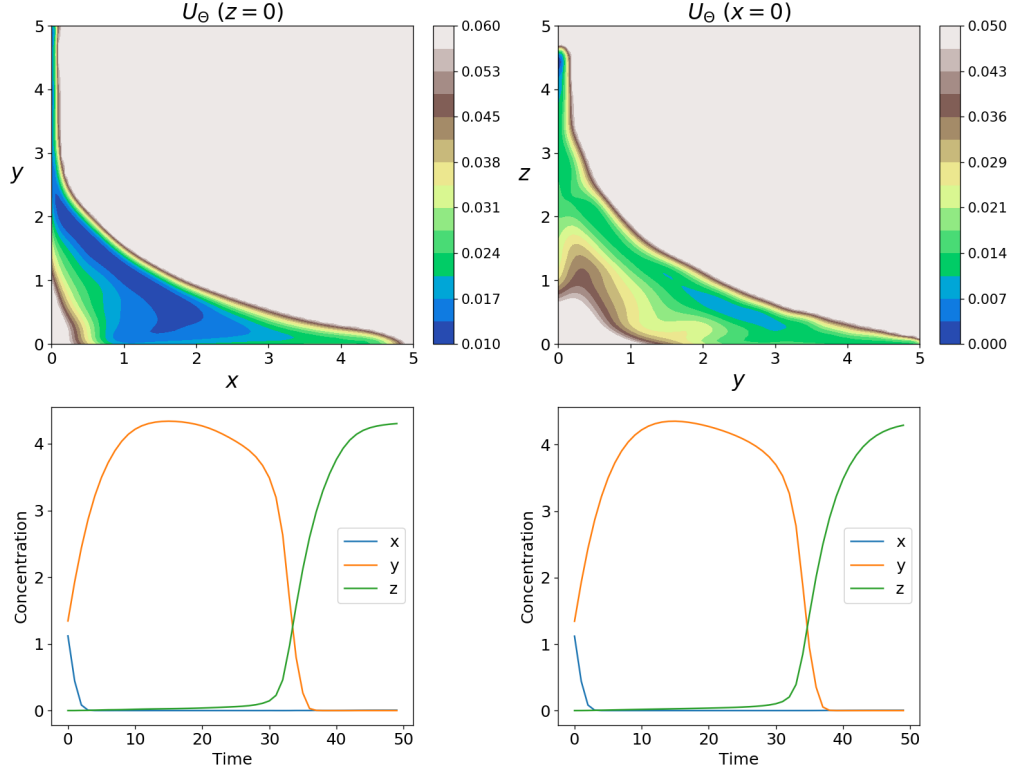 U_Θ (z = 0)
y
5
4
3
2
1
0
0 1 2 3 4 5
x
0.060
0.053
0.045
0.038
0.031
0.024
0.017
0.010
U_Θ (x = 0)
z
5
4
3
2
1
0
0 1 2 3 4 5
y
0.050
0.043
0.036
0.029
0.021
0.014
0.007
0.000
Concentration
4
3
2
1
0
0 10 20 30 40 50
Time
x
y
z
Concentration
4
3
2
1
0
0 10 20 30 40 50
Time
x
y
z